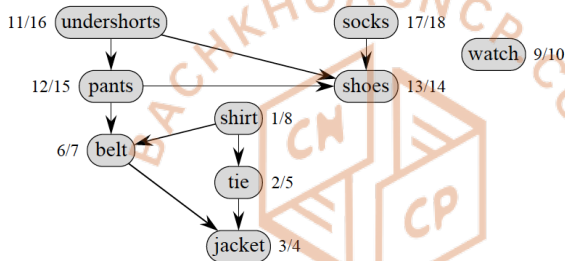 11/16 undershorts socks 17/18
watch 9/10
12/15 pants shoes 13/14
shirt 1/8
6/7 belt
tie 2/5
jacket 3/4
BACHKHOACNCP.CO
CN
CP